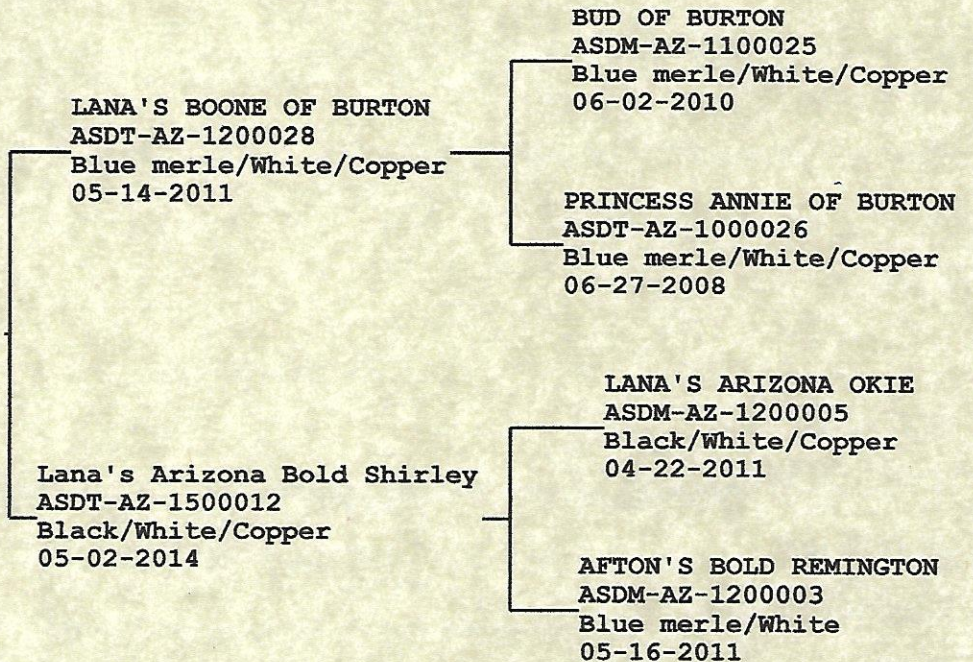 BUD OF BURTON
ASDM-AZ-1100025
Blue merle/White/Copper
06-02-2010
LANA'S BOONE OF BURTON
ASDT-AZ-1200028
Blue merle/White/Copper
05-14-2011
PRINCESS ANNIE OF BURTON
ASDT-AZ-1000026
Blue merle/White/Copper
06-27-2008
LANA'S ARIZONA OKIE
ASDM-AZ-1200005
Black/White/Copper
04-22-2011
Lana's Arizona Bold Shirley
ASDT-AZ-1500012
Black/White/Copper
05-02-2014
AFTON'S BOLD REMINGTON
ASDM-AZ-1200003
Blue merle/White
05-16-2011